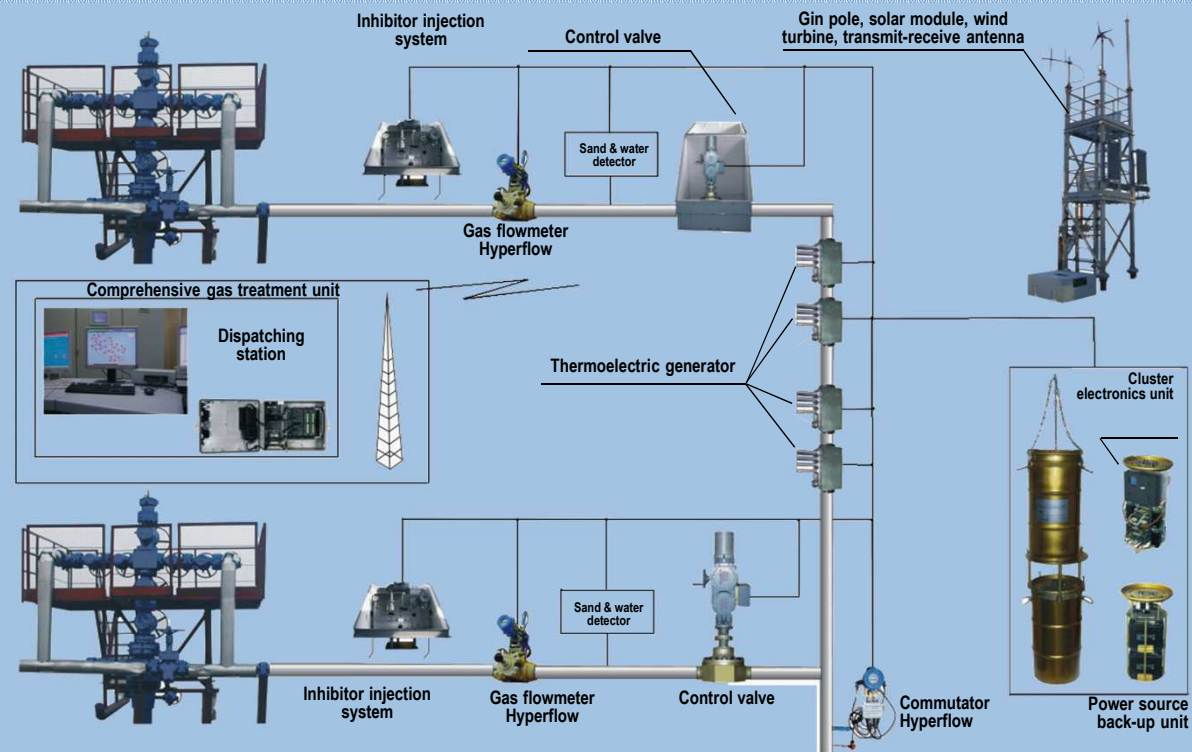 Inhibitor injection
system
Control valve
Gin pole, solar module, wind
turbine, transmit-receive antenna
Sand & water
detector
Gas flowmeter
Hyperflow
Comprehensive gas treatment unit
Dispatching
station
Thermoelectric generator
Cluster
electronics unit
Sand & water
detector
Inhibitor injection
system
Gas flowmeter
Hyperflow
Control valve
Commutator
Hyperflow
Power source
back-up unit